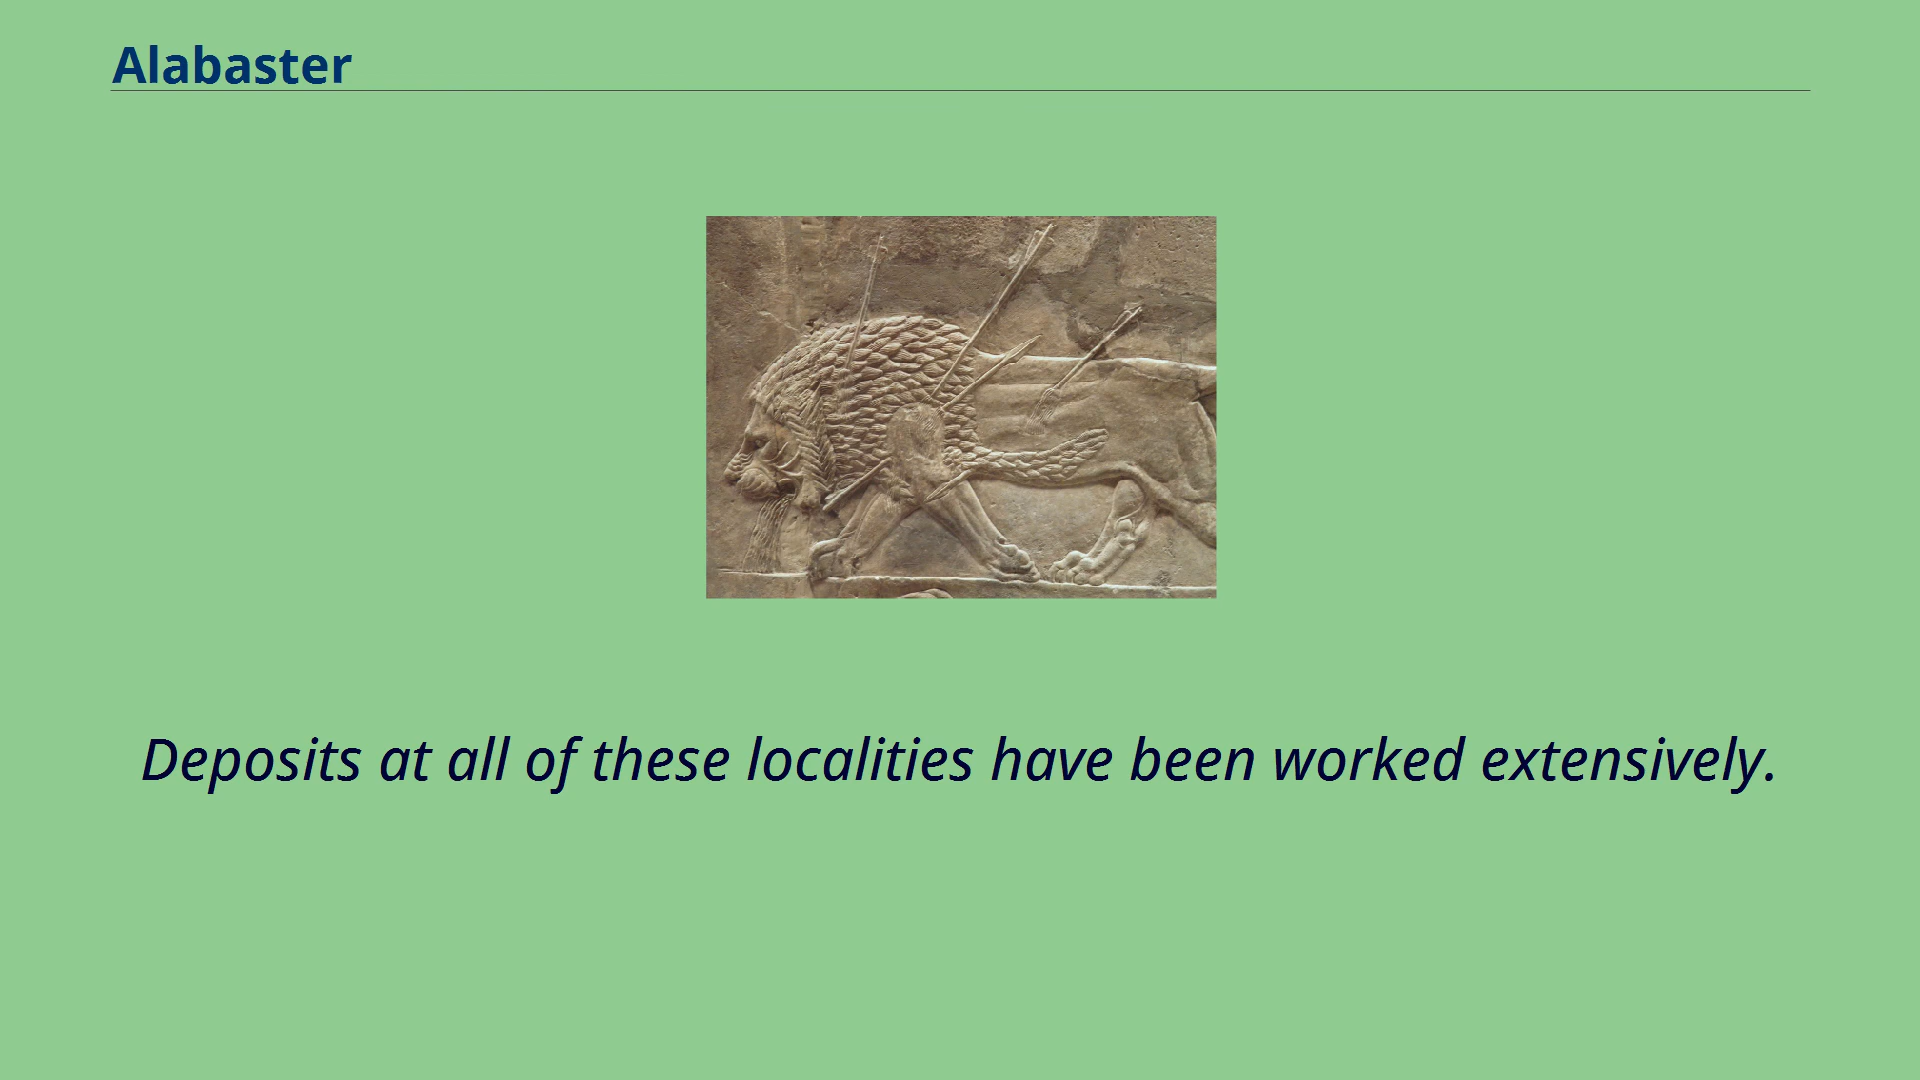 Alabaster
Deposits at all of these localities have been worked extensively.